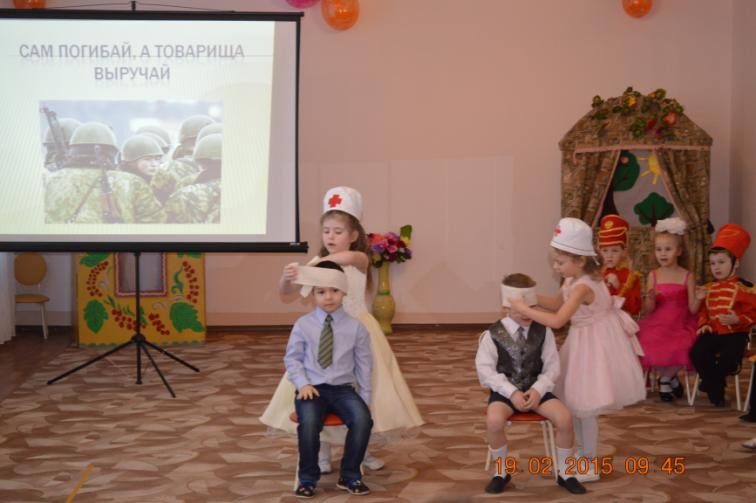 САМ ПОГИБАЙ, А ТОВАРИЩА
ВЫРУЧАЙ
19 02 2015 09 45